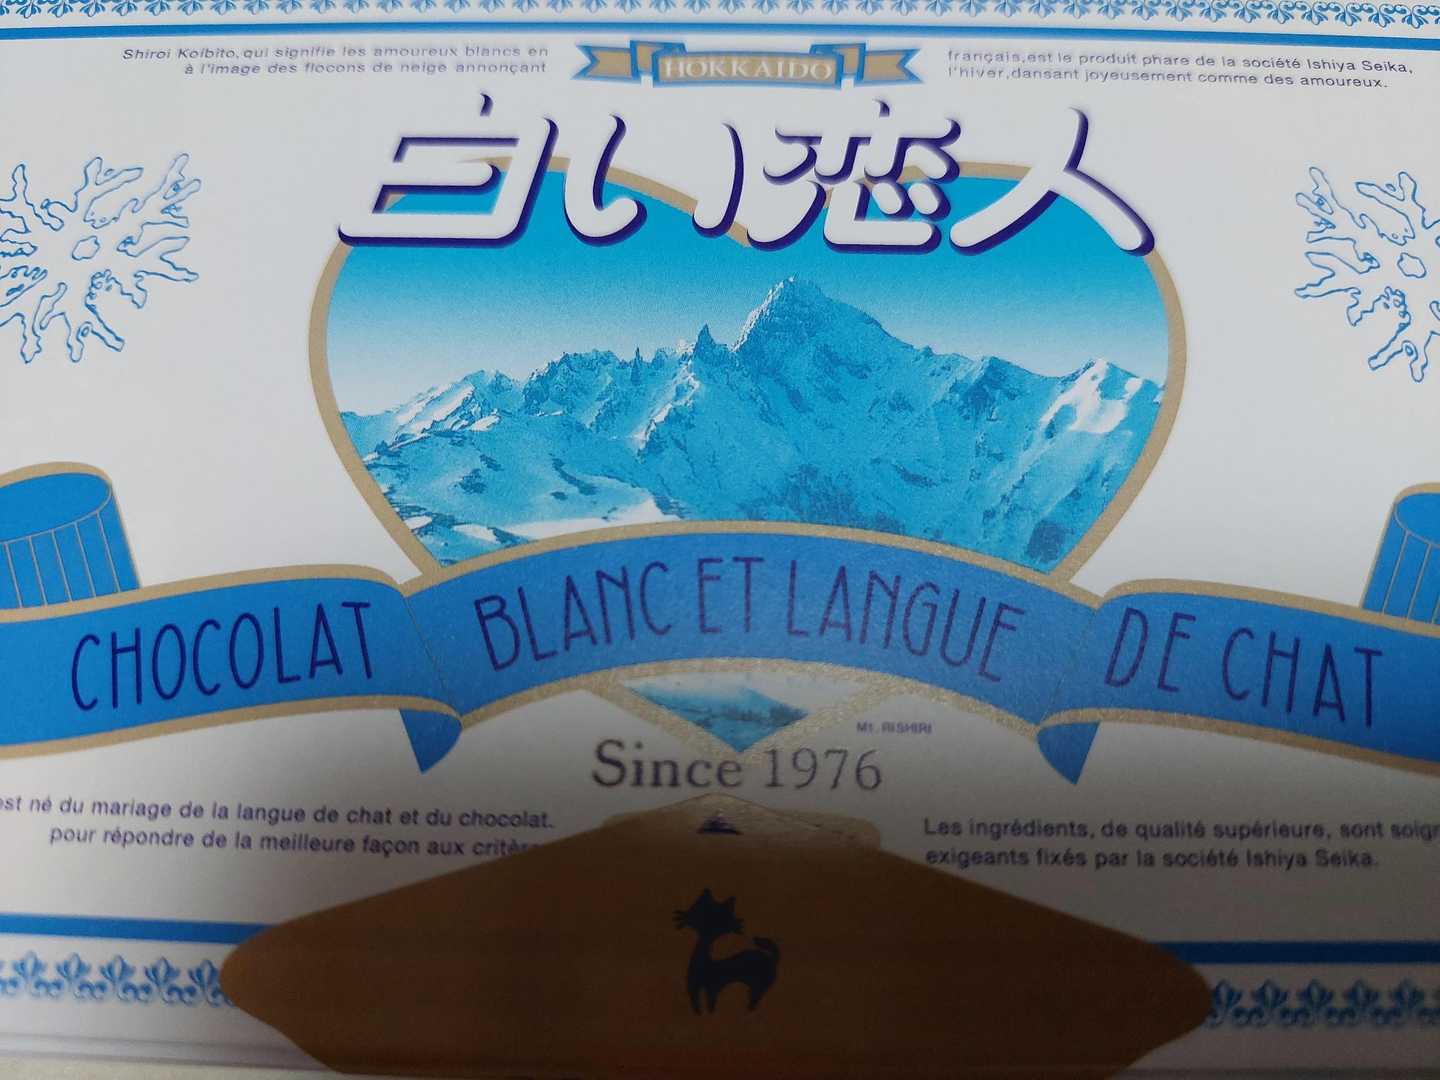 Shiroi Koibito, qui signifie les amoureux blancs en
à l'image des flocons de neige annonçant
HOKKAIDO
français, est le produit phare de la société Ishiya Seika,
l'hiver, dansant joyeusement comme des amoureux.
白い恋人
CHOCOLAT BLANC ET LANGUE DE CHAT
Mt. RISHIRI
Since 1976
est né du mariage de la langue de chat et du chocolat.
pour répondre de la meilleure façon aux
Les ingrédients, de qualité supérieure, sont
exigeants fixés par la société Ishiya Seika.